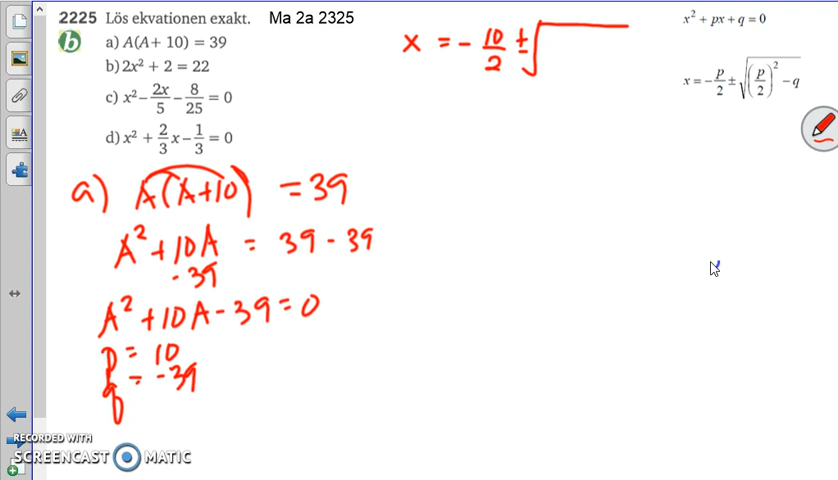 2225 Lös ekvationen exakt. Ma 2a 2325
b
a) A(A + 10) = 39
b) 2x² + 2 = 22
c) x² − 2x/5 − 8/25 = 0
d) x² + 2/3 x − 1/3 = 0
x = − 10/2 ± √
x² + px + q = 0
x = − p/2 ± √((p/2)² − q)
a) A(A+10) = 39
A² + 10A = 39 - 39
- 39
A² + 10A - 39 = 0
p = 10
q = -39
RECORDED WITH
SCREENCAST MATIC